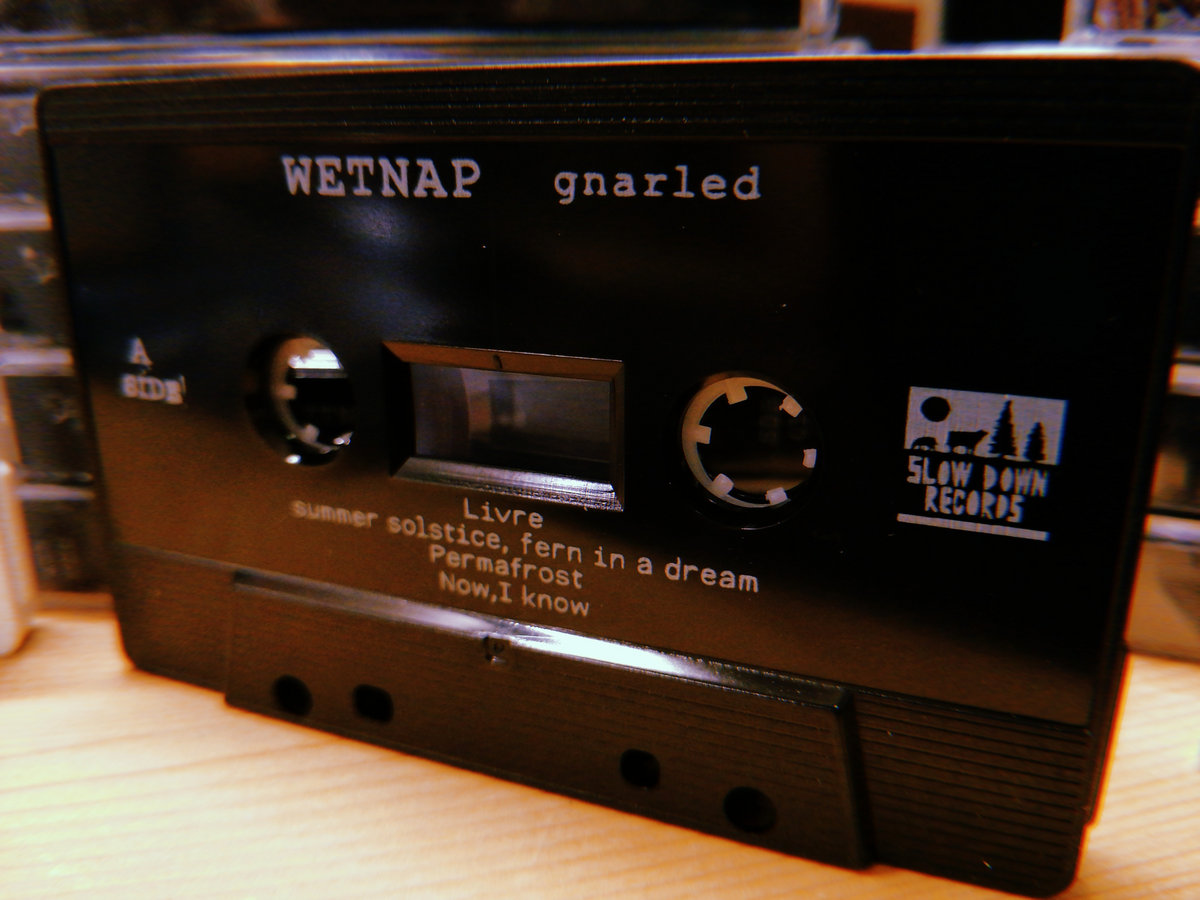 WETNAP gnarled
A
SIDE
SLOW DOWN
RECORDS
Livre
summer solstice, fern in a dream
Permafrost
Now,I know